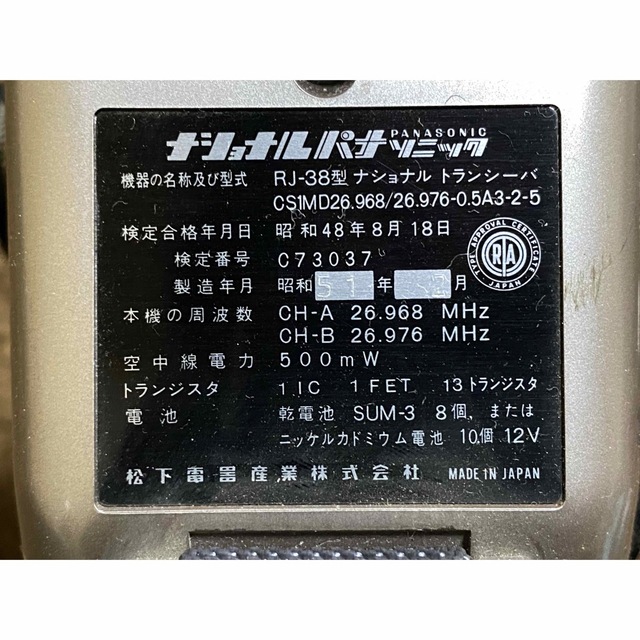 PANASONIC
ナショナルパナソニック
機器の名称及び型式 RJ-38型 ナショナル トランシーバ
CS1MD26.968/26.976-0.5A3-2-5
検定合格年月日 昭和48年8月18日
検定番号 C73037
製造年月 昭和51年 月
TYPE APPROVAL CERTIFICATE
RTA
JAPAN
本機の周波数 CH-A 26.968 MHz
CH-B 26.976 MHz
空中線電力 500mW
トランジスタ 1IC 1FET 13トランジスタ
電池 乾電池 SUM-3 8個, または
ニッケルカドミウム電池 10個 12V
松下電器産業株式会社 MADE IN JAPAN